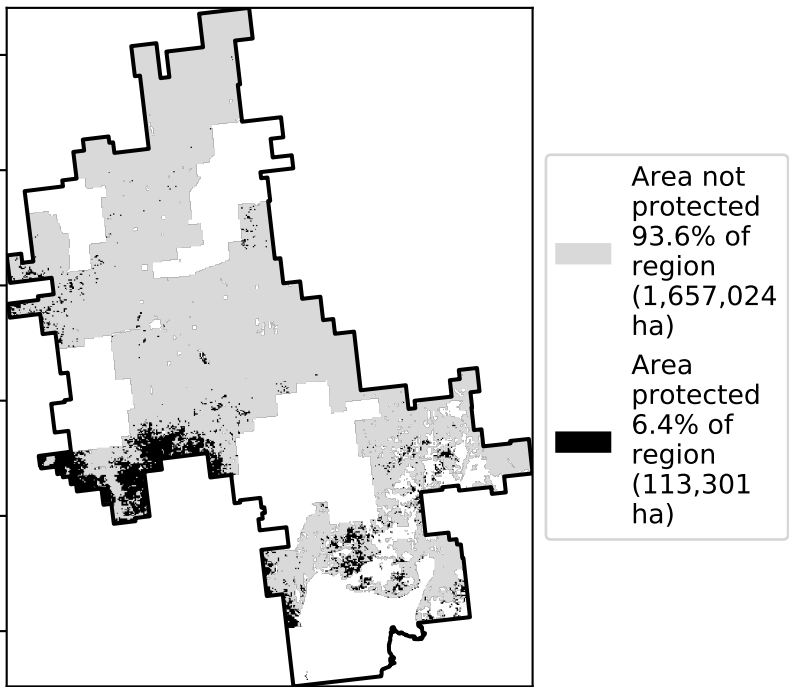 Area not
protected
93.6% of
region
(1,657,024
ha)
Area
protected
6.4% of
region
(113,301
ha)